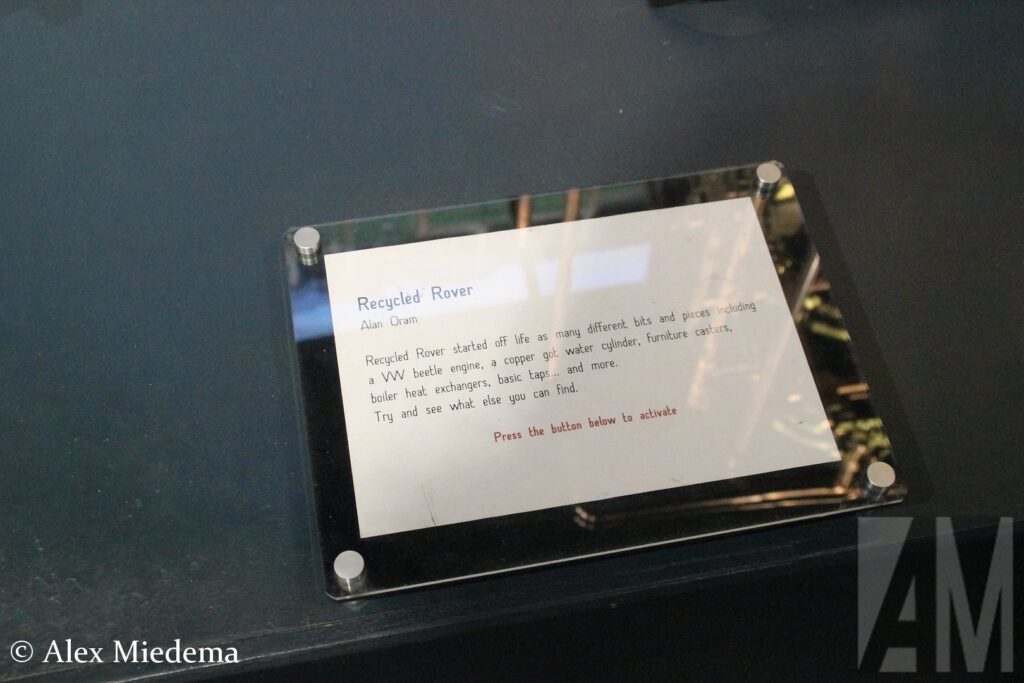 Recycled Rover
Alan Oram
Recycled Rover started off life as many different bits and pieces including
a VW beetle engine, a copper got water cylinder, furniture casters,
boiler heat exchangers, basic taps... and more.
Try and see what else you can find.
Press the button below to activate
AM
© Alex Miedema